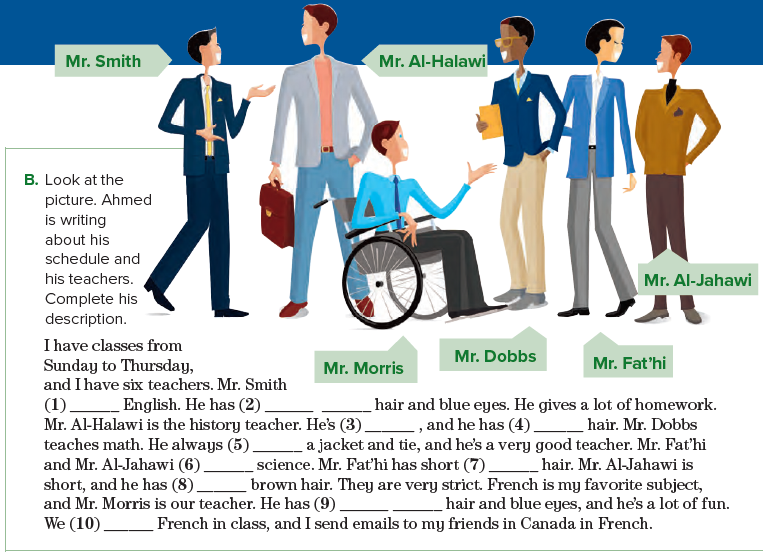 Mr. Smith
Mr. Al-Halawi
B. Look at the
picture. Ahmed
is writing
about his
schedule and
his teachers.
Complete his
description.
Mr. Al-Jahawi
Mr. Morris
Mr. Dobbs
Mr. Fat'hi
I have classes from
Sunday to Thursday,
and I have six teachers. Mr. Smith
(1) ______ English. He has (2) ______ ______ hair and blue eyes. He gives a lot of homework.
Mr. Al-Halawi is the history teacher. He's (3) ______ , and he has (4) ______ hair. Mr. Dobbs
teaches math. He always (5) ______ a jacket and tie, and he's a very good teacher. Mr. Fat'hi
and Mr. Al-Jahawi (6) ______ science. Mr. Fat'hi has short (7) ______ hair. Mr. Al-Jahawi is
short, and he has (8) ______ brown hair. They are very strict. French is my favorite subject,
and Mr. Morris is our teacher. He has (9) ______ ______ hair and blue eyes, and he's a lot of fun.
We (10) ______ French in class, and I send emails to my friends in Canada in French.